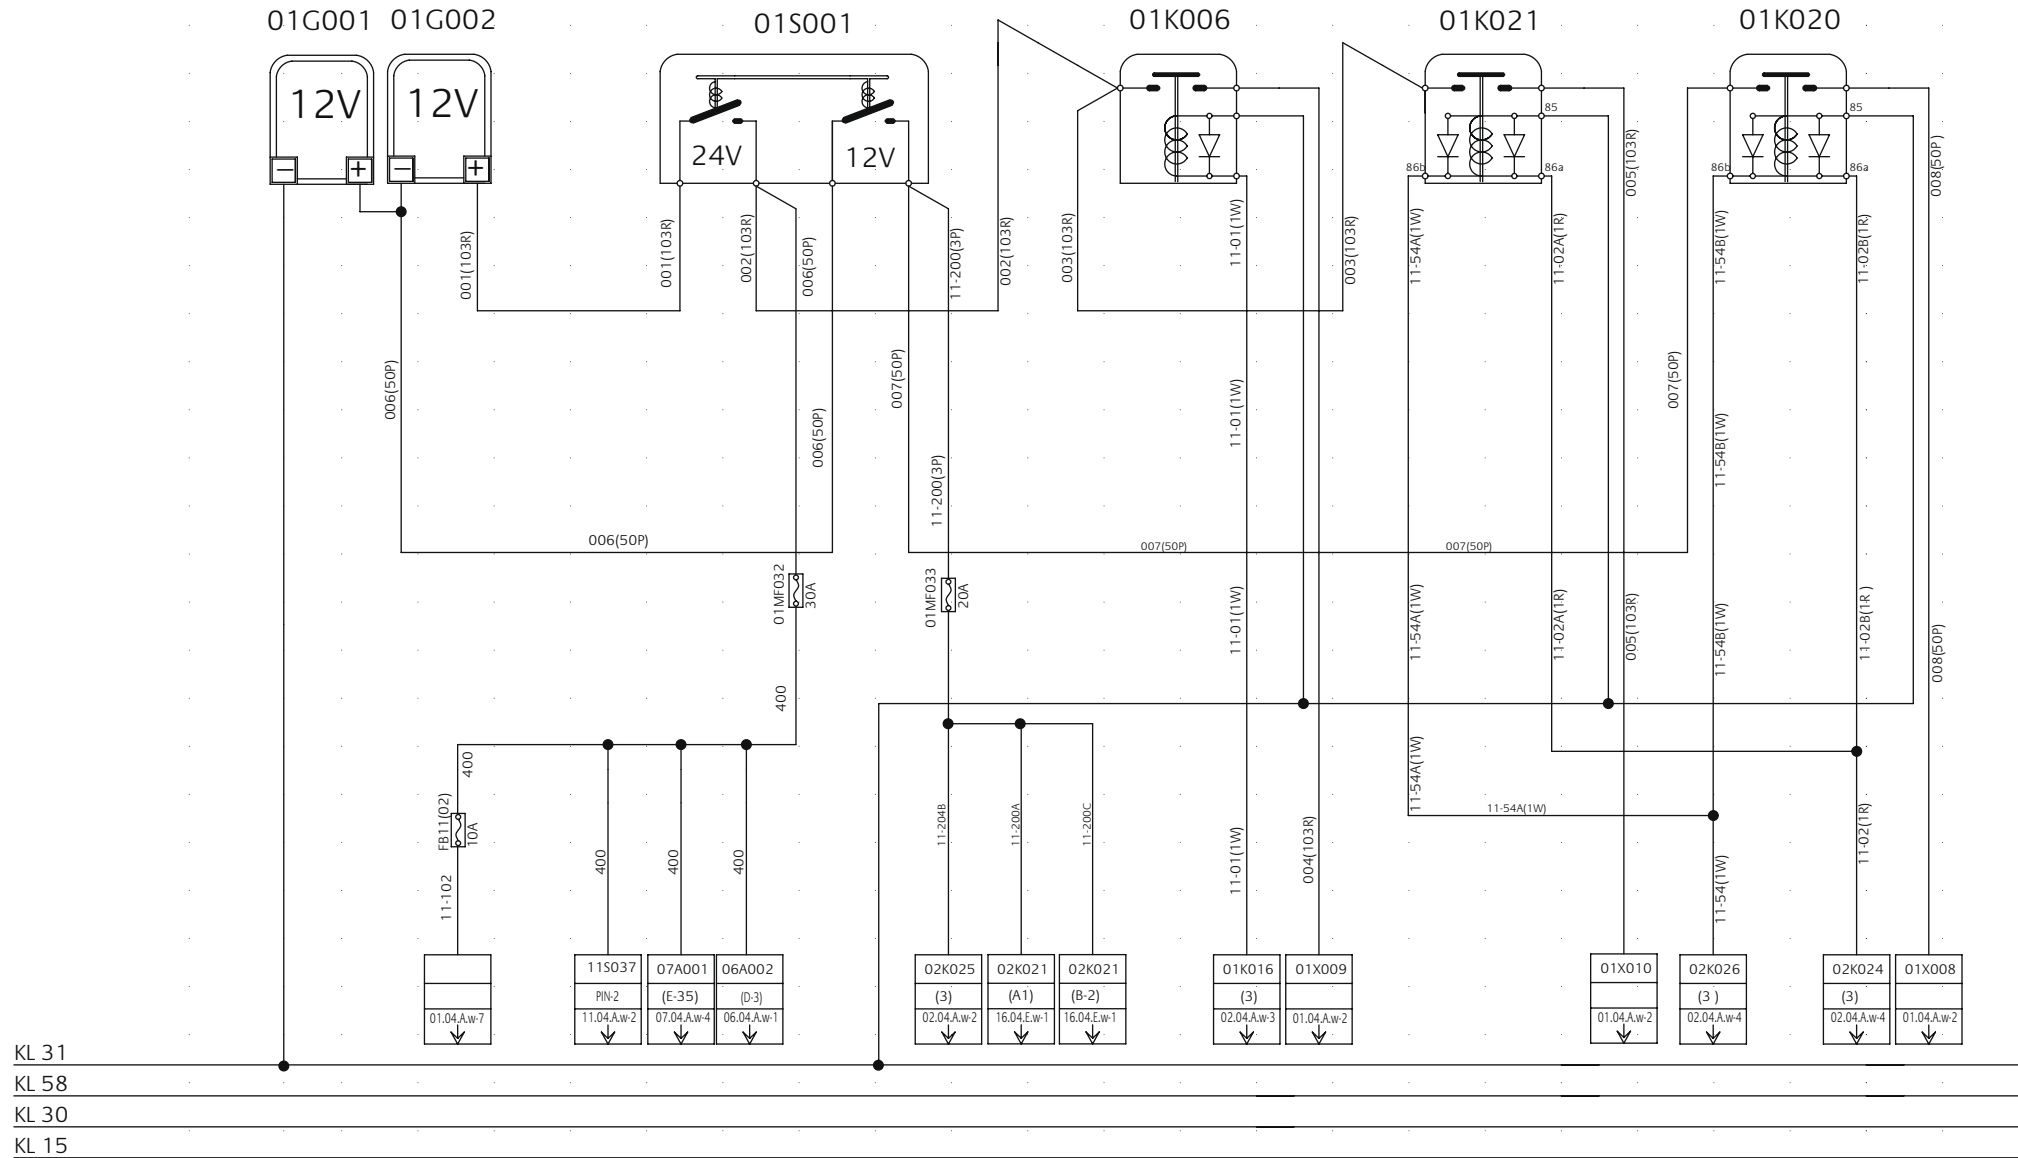 01G001 01G002 01S001 01K006 01K021 01K020
12V 12V
24V 12V
85 85
86b 86a 86b 86a
001(103R)
001(103R)
002(103R)
006(50P)
11-200(3P)
002(103R)
003(103R)
11-01(1W)
003(103R)
11-54A(1W)
11-02A(1R)
005(103R)
11-54B(1W)
11-02B(1R)
008(50P)
006(50P)
006(50P)
007(50P)
11-200(3P)
11-01(1W)
007(50P)
11-54B(1W)
006(50P)
007(50P)
007(50P)
01MF032
30A
01MF033
20A
11-01(1W)
11-54A(1W)
11-02A(1R)
005(103R)
11-54B(1W)
11-02B(1R )
008(50P)
400
400
FB11(02)
10A
11-102
400
400
400
11-204B
11-200A
11-200C
11-01(1W)
004(103R)
11-54A(1W)
11-54A(1W)
11-54(1W)
11-02(1R)
01.04.A.w-7
11S037
PIN-2
11.04.A.w-2
07A001
(E-35)
07.04.A.w-4
06A002
(D-3)
06.04.A.w-1
02K025
(3)
02.04.A.w-2
02K021
(A1)
16.04.E.w-1
02K021
(B-2)
16.04.E.w-1
01K016
(3)
02.04.A.w-3
01X009
01.04.A.w-2
01X010
01.04.A.w-2
02K026
(3 )
02.04.A.w-4
02K024
(3)
02.04.A.w-4
01X008
01.04.A.w-2
KL 31
KL 58
KL 30
KL 15